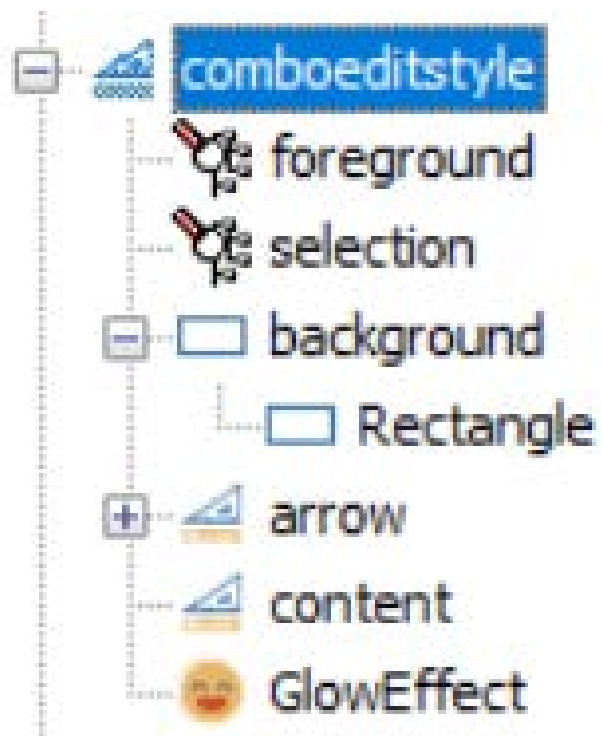 comboeditstyle
foreground
selection
background
Rectangle
arrow
content
GlowEffect